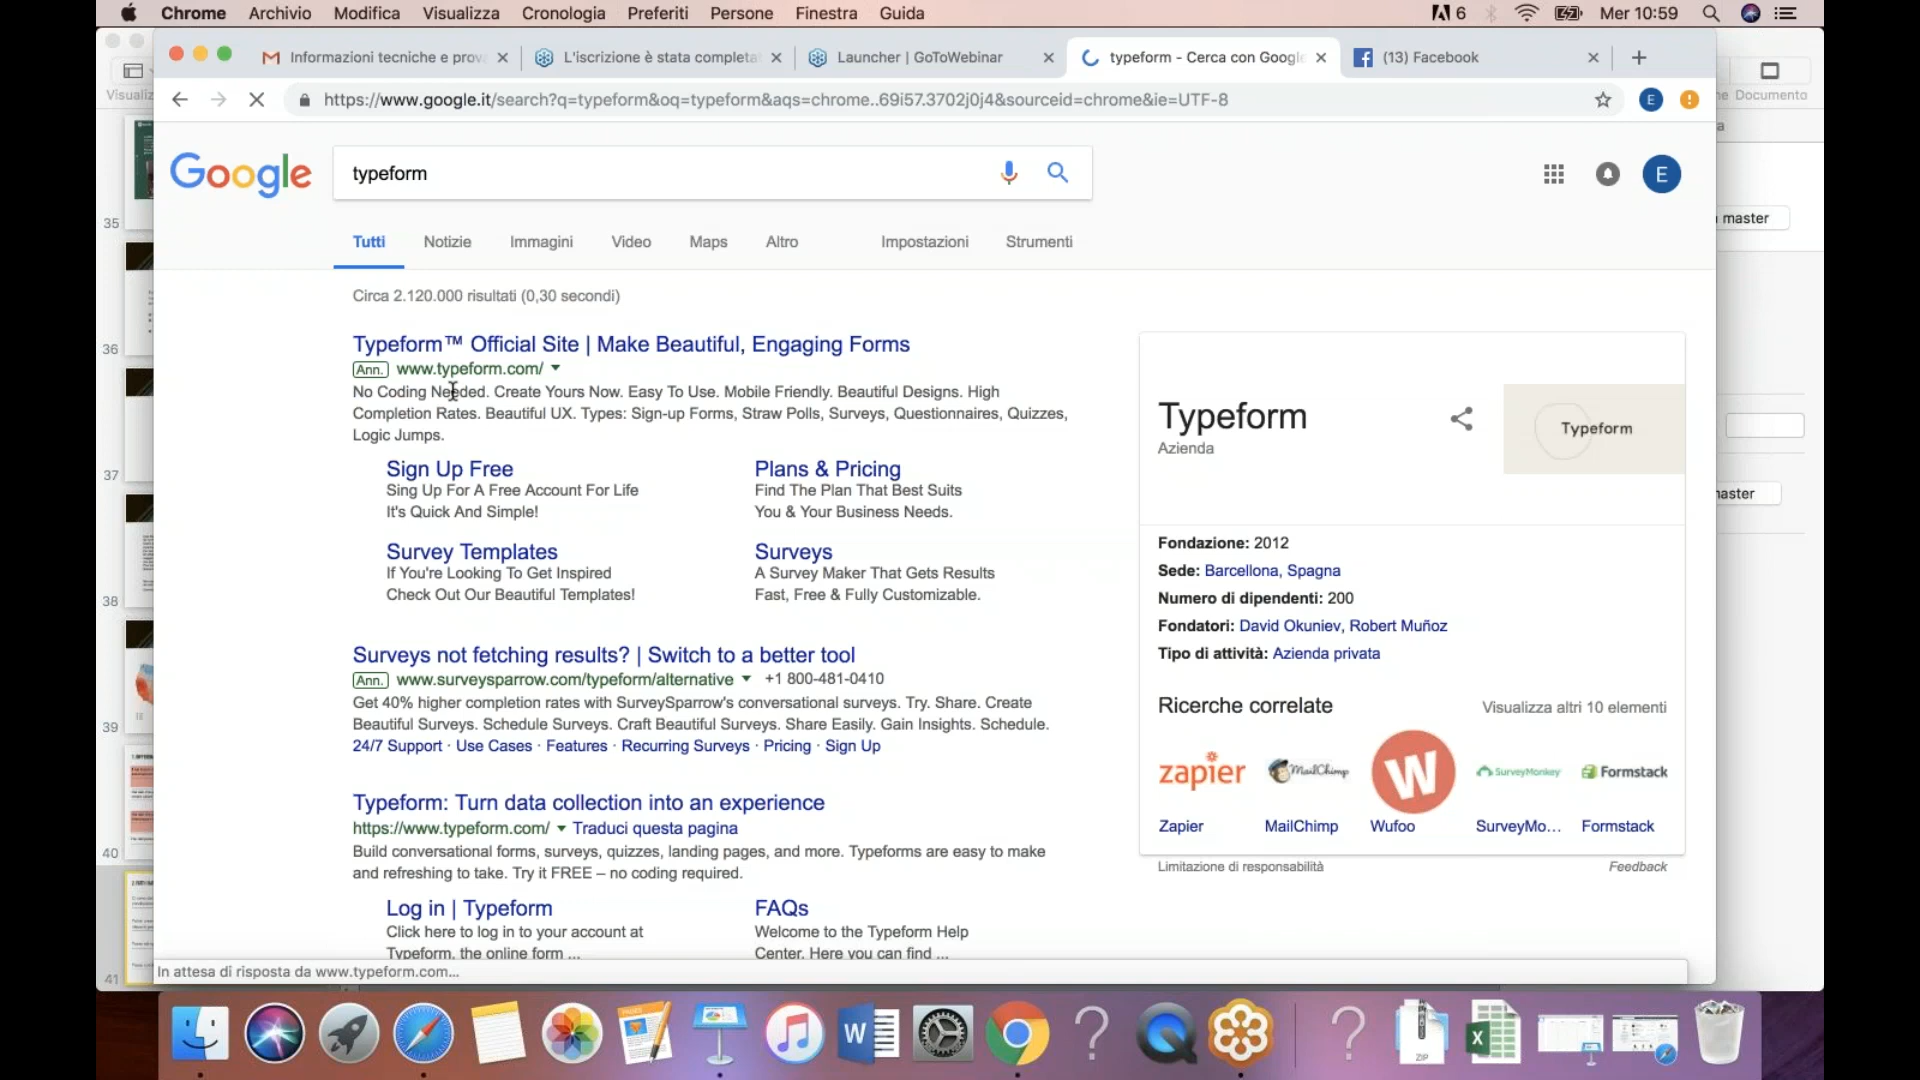 Chrome Archivio Modifica Visualizza Cronologia Preferiti Persone Finestra Guida 6 Mer 10:59
Informazioni tecniche e prova L'iscrizione è stata completat Launcher | GoToWebinar typeform - Cerca con Google (13) Facebook
https://www.google.it/search?q=typeform&oq=typeform&aqs=chrome..69i57.3702j0j4&sourceid=chrome&ie=UTF-8 E
Visualiz
ne Documento
Google typeform E
master
Tutti Notizie Immagini Video Maps Altro Impostazioni Strumenti
Circa 2.120.000 risultati (0,30 secondi)
Typeform™ Official Site | Make Beautiful, Engaging Forms
Ann. www.typeform.com/
No Coding Needed. Create Yours Now. Easy To Use. Mobile Friendly. Beautiful Designs. High
Completion Rates. Beautiful UX. Types: Sign-up Forms, Straw Polls, Surveys, Questionnaires, Quizzes,
Logic Jumps.
Sign Up Free
Sing Up For A Free Account For Life
It's Quick And Simple!
Plans & Pricing
Find The Plan That Best Suits
You & Your Business Needs.
Survey Templates
If You're Looking To Get Inspired
Check Out Our Beautiful Templates!
Surveys
A Survey Maker That Gets Results
Fast, Free & Fully Customizable.
Surveys not fetching results? | Switch to a better tool
Ann. www.surveysparrow.com/typeform/alternative +1 800-481-0410
Get 40% higher completion rates with SurveySparrow's conversational surveys. Try. Share. Create
Beautiful Surveys. Schedule Surveys. Craft Beautiful Surveys. Share Easily. Gain Insights. Schedule.
24/7 Support · Use Cases · Features · Recurring Surveys · Pricing · Sign Up
Typeform: Turn data collection into an experience
https://www.typeform.com/ Traduci questa pagina
Build conversational forms, surveys, quizzes, landing pages, and more. Typeforms are easy to make
and refreshing to take. Try it FREE – no coding required.
Log in | Typeform
Click here to log in to your account at
Typeform, the online form ...
FAQs
Welcome to the Typeform Help
Center. Here you can find ...
Typeform
Azienda
Typeform
Fondazione: 2012
Sede: Barcellona, Spagna
Numero di dipendenti: 200
Fondatori: David Okuniev, Robert Muñoz
Tipo di attività: Azienda privata
Ricerche correlate Visualizza altri 10 elementi
zapier MailChimp W SurveyMonkey Formstack
Zapier MailChimp Wufoo SurveyMo... Formstack
Limitazione di responsabilità Feedback
aster
35
36
37
38
39
40
41
In attesa di risposta da www.typeform.com...
PAGES W ZIP X